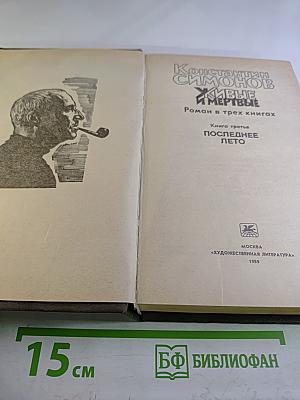 Константин
СИМОНОВ
ЖИВЫЕ
И МЕРТВЫЕ
Роман в трех книгах
Книга третья
ПОСЛЕДНЕЕ
ЛЕТО
МОСКВА
«ХУДОЖЕСТВЕННАЯ ЛИТЕРАТУРА»
15 см
БФ БИБЛИОФАН